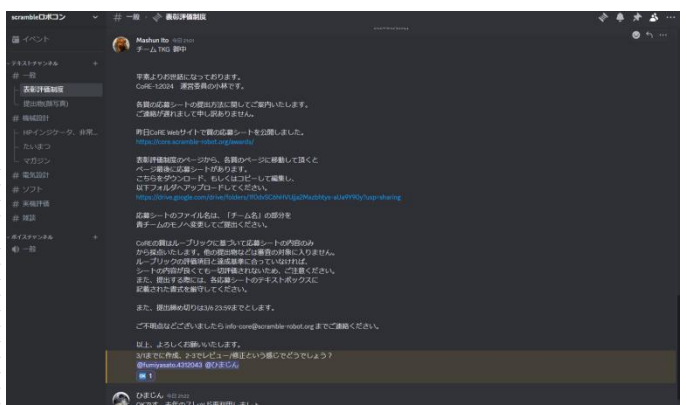 scrambleロボコン
# 一般
表彰評価制度
イベント
テキストチャンネル
# 一般
表彰評価制度
提出物(顔写真)
# 機械設計
HPインジケータ、非常...
たいまつ
マガジン
# 電気設計
# ソフト
# 実機評価
# 雑談
ボイスチャンネル
一般
Mashun Ito 今日 21:01
チーム TKG 御中
平素よりお世話になっております。
CoRE-1:2024 運営委員の小林です。
各賞の応募シートの提出方法に関してご案内いたします。
ご連絡が遅れまして申し訳ありません。
昨日CoRE Webサイトで賞の応募シートを公開しました。
https://core.scramble-robot.org/awards/
表彰評価制度のページから、各賞のページに移動して頂くと
ページ最後に応募シートがあります。
こちらをダウンロード、もしくはコピーして編集し、
以下フォルダへアップロードしてください。
応募シートのファイル名は、「チーム名」の部分を
貴チームのモノへ変更してご提出ください。
CoREの賞はルーブリックに基づいて応募シートの内容のみ
から採点いたします。他の提出物などは審査の対象に入りません。
ルーブリックの評価項目と達成基準に合っていなければ、
シートの内容が良くても一切評価されないため、ご注意ください。
また、提出する際には、各応募シートのテキストボックスに
記載された書式を厳守してください。
また、提出締め切りは3/6 23:59までとします。
ご不明点などございましたら info-core@scramble-robot.org までご連絡ください。
以上、よろしくお願いいたします。
3/1までに作成、2-3でレビュー/修正という感じでどうでしょう？
@fumiyasato.4312043 @ひまじん
1
ひまじん 今日 21:22